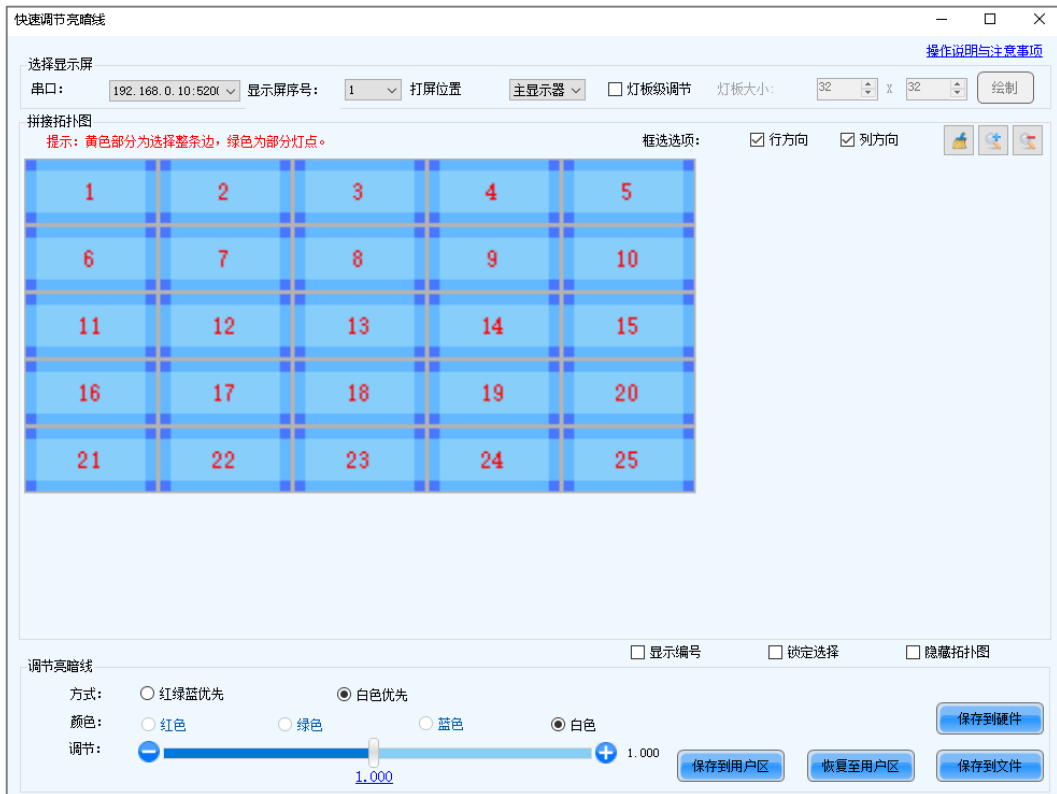 快速调节亮暗线
操作说明与注意事项
选择显示屏
串口： 192.168.0.10:520( 显示屏序号： 1 打屏位置 主显示器 灯板级调节 灯板大小： 32 x 32 绘制
拼接拓扑图
提示：黄色部分为选择整条边，绿色为部分灯点。 框选选项： 行方向 列方向
1 2 3 4 5
6 7 8 9 10
11 12 13 14 15
16 17 18 19 20
21 22 23 24 25
显示编号 锁定选择 隐藏拓扑图
调节亮暗线
方式： 红绿蓝优先 白色优先
颜色： 红色 绿色 蓝色 白色
保存到硬件
调节： 1.000
1.000
保存到用户区 恢复至用户区 保存到文件